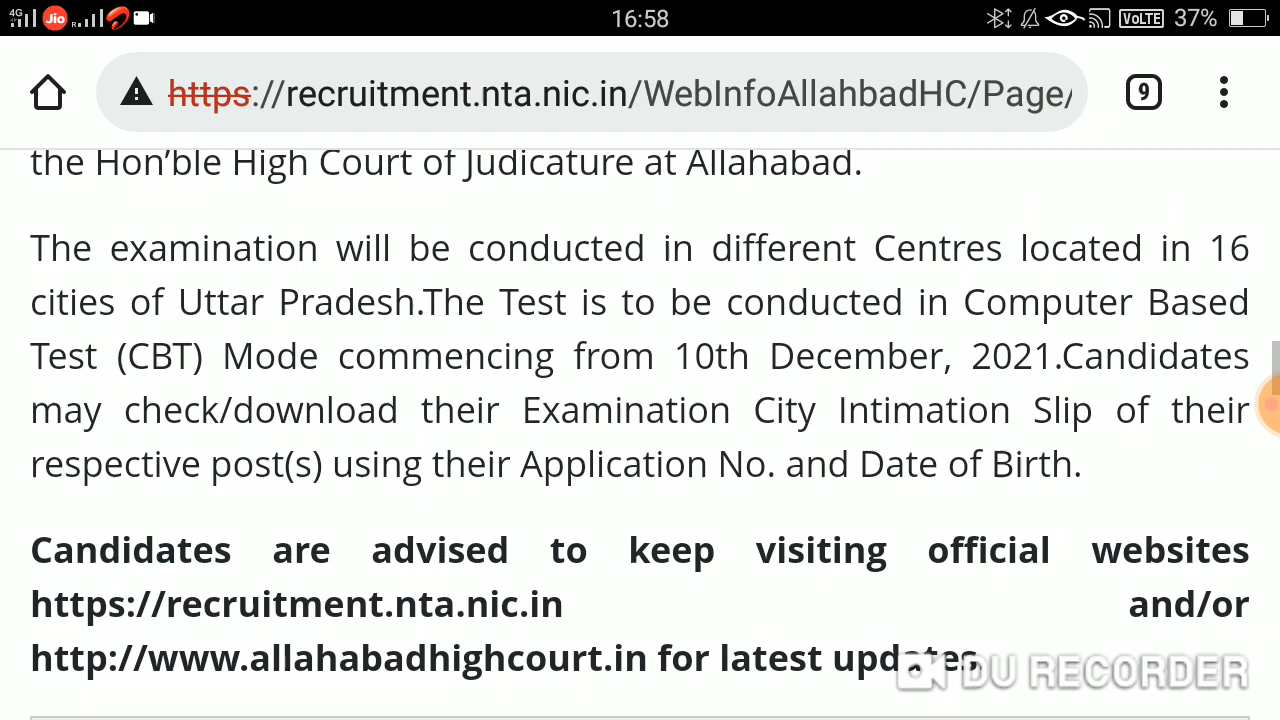 4G Jio R 16:58 VoLTE 37%
https://recruitment.nta.nic.in/WebInfoAllahbadHC/Page/ 9
the Hon'ble High Court of Judicature at Allahabad.
The examination will be conducted in different Centres located in 16
cities of Uttar Pradesh.The Test is to be conducted in Computer Based
Test (CBT) Mode commencing from 10th December, 2021.Candidates
may check/download their Examination City Intimation Slip of their
respective post(s) using their Application No. and Date of Birth.
Candidates are advised to keep visiting official websites
https://recruitment.nta.nic.in and/or
http://www.allahabadhighcourt.in for latest updates.
DU RECORDER